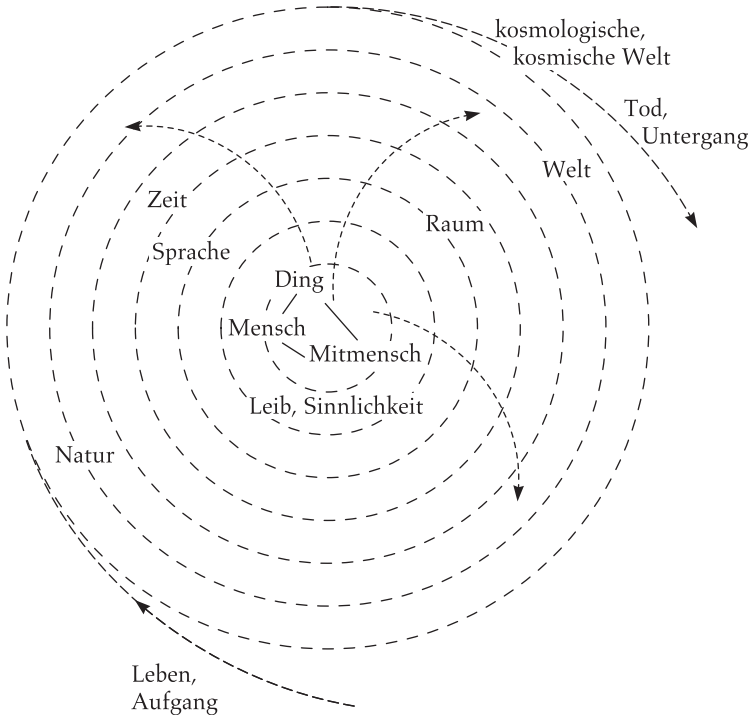 kosmologische,
kosmische Welt
Tod,
Untergang
Welt
Zeit
Raum
Sprache
Ding
Mensch
Mitmensch
Leib, Sinnlichkeit
Natur
Leben,
Aufgang